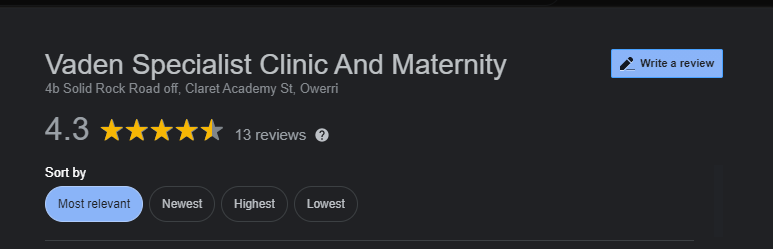 Vaden Specialist Clinic And Maternity
Write a review
4b Solid Rock Road off, Claret Academy St, Owerri
4.3
13 reviews
?
Sort by
Most relevant
Newest
Highest
Lowest